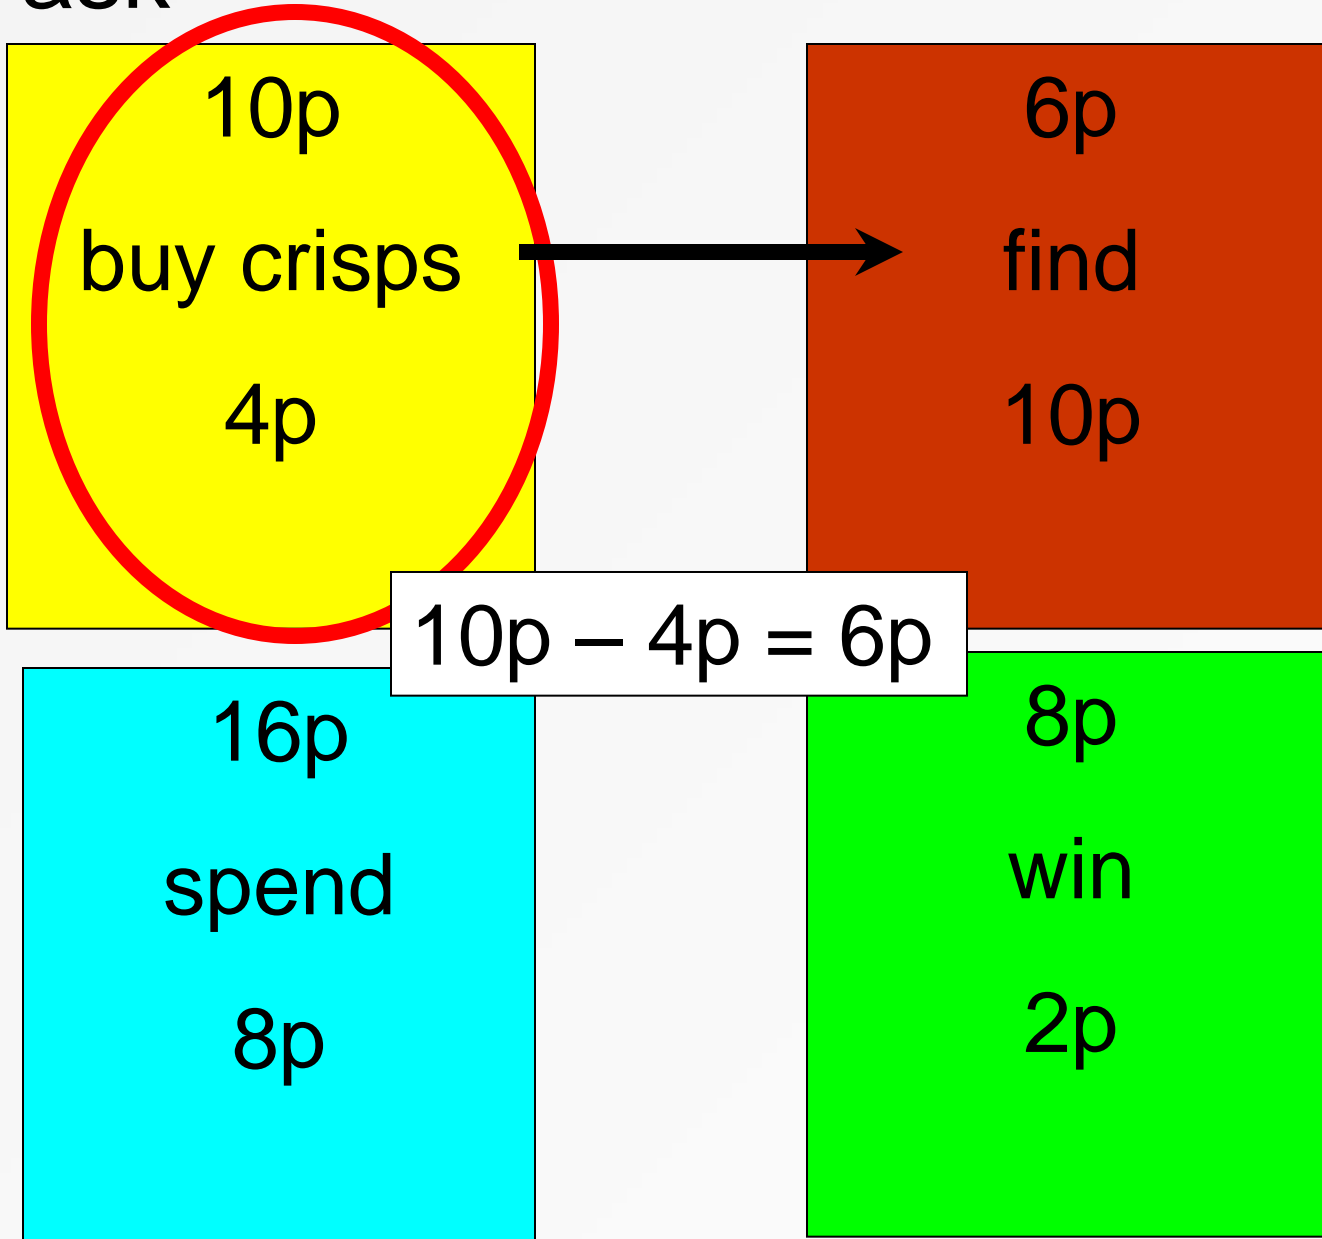 10p
buy crisps
4p
6p
find
10p
10p – 4p = 6p
16p
spend
8p
8p
win
2p